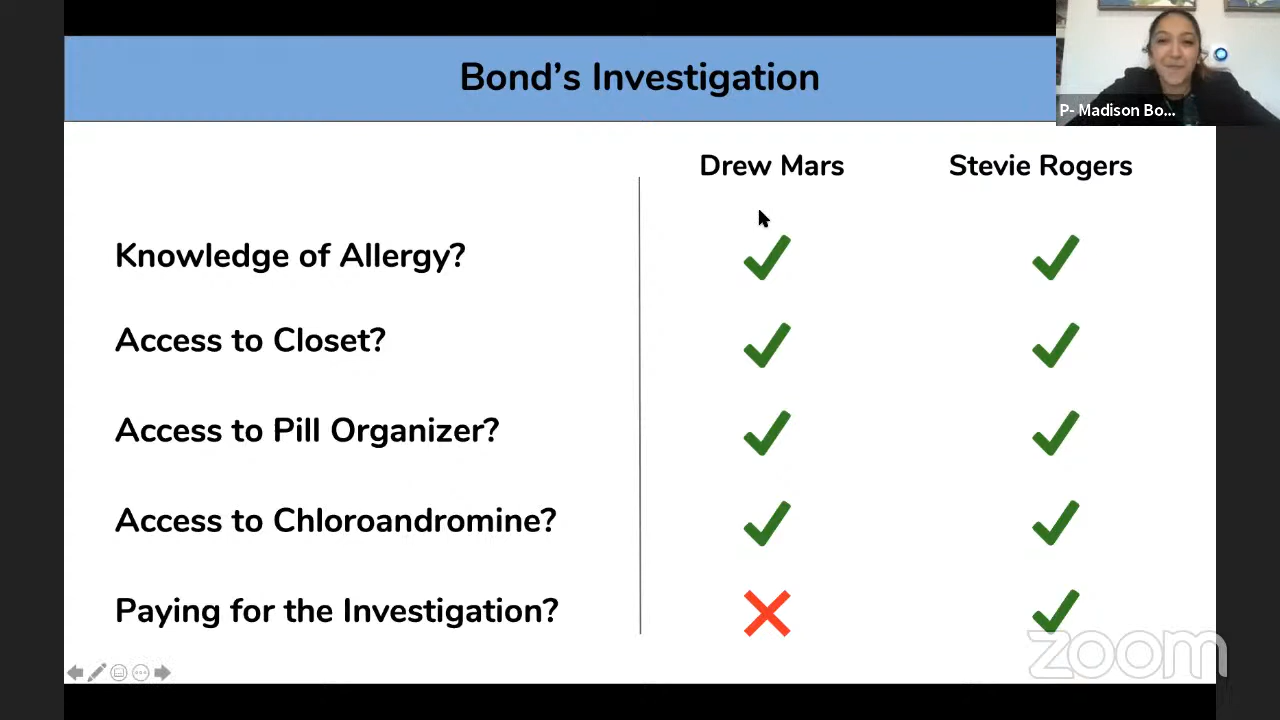 Bond's Investigation
P- Madison Bo...
Drew Mars
Stevie Rogers
Knowledge of Allergy?
Access to Closet?
Access to Pill Organizer?
Access to Chloroandromine?
Paying for the Investigation?
zoom